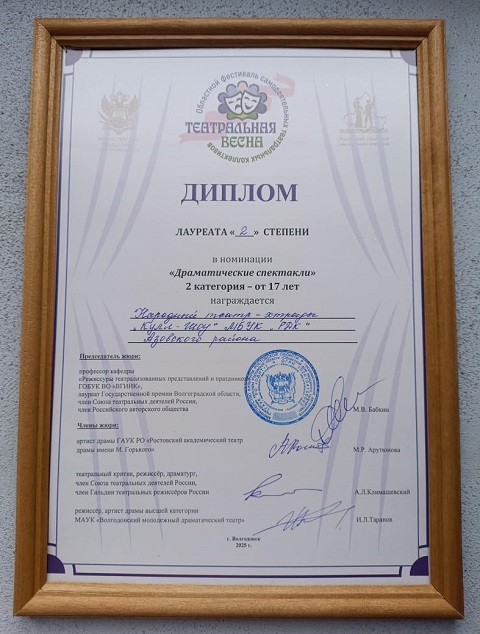 Областной фестиваль самодеятельных театральных коллективов
ТЕАТРАЛЬНАЯ
ВЕСНА
ДИПЛОМ
ЛАУРЕАТА « 2 » СТЕПЕНИ
в номинации
«Драматические спектакли»
2 категория – от 17 лет
награждается
Народный театр-эстрады
„Кулл-шоу" МБУК „РДК"
Азовского района
Председатель жюри:
профессор кафедры
«Режиссуры театрализованных представлений и праздников
ГОБУК ВО «ВГИИК»,
лауреат Государственной премии Волгоградской области,
член Союза театральных деятелей России,
член Российского авторского общества
М.В. Бабкин
Члены жюри:
артист драмы ГАУК РО «Ростовский академический театр
драмы имени М. Горького»
М.Р. Арутюнова
театральный критик, режиссёр, драматург,
член Союза театральных деятелей России,
член Гильдии театральных режиссёров России
А.Л.Климашевский
режиссёр, артист драмы высшей категории
МАУК «Волгодонский молодежный драматический театр»
И.Л.Тарапов
г. Волгодонск
2025 г.